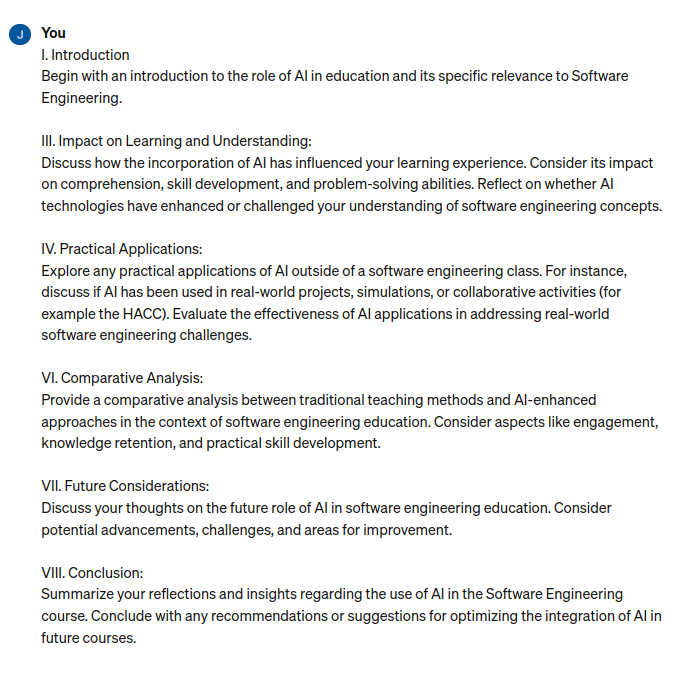 J
You
I. Introduction
Begin with an introduction to the role of AI in education and its specific relevance to Software
Engineering.
III. Impact on Learning and Understanding:
Discuss how the incorporation of AI has influenced your learning experience. Consider its impact
on comprehension, skill development, and problem-solving abilities. Reflect on whether AI
technologies have enhanced or challenged your understanding of software engineering concepts.
IV. Practical Applications:
Explore any practical applications of AI outside of a software engineering class. For instance,
discuss if AI has been used in real-world projects, simulations, or collaborative activities (for
example the HACC). Evaluate the effectiveness of AI applications in addressing real-world
software engineering challenges.
VI. Comparative Analysis:
Provide a comparative analysis between traditional teaching methods and AI-enhanced
approaches in the context of software engineering education. Consider aspects like engagement,
knowledge retention, and practical skill development.
VII. Future Considerations:
Discuss your thoughts on the future role of AI in software engineering education. Consider
potential advancements, challenges, and areas for improvement.
VIII. Conclusion:
Summarize your reflections and insights regarding the use of AI in the Software Engineering
course. Conclude with any recommendations or suggestions for optimizing the integration of AI in
future courses.